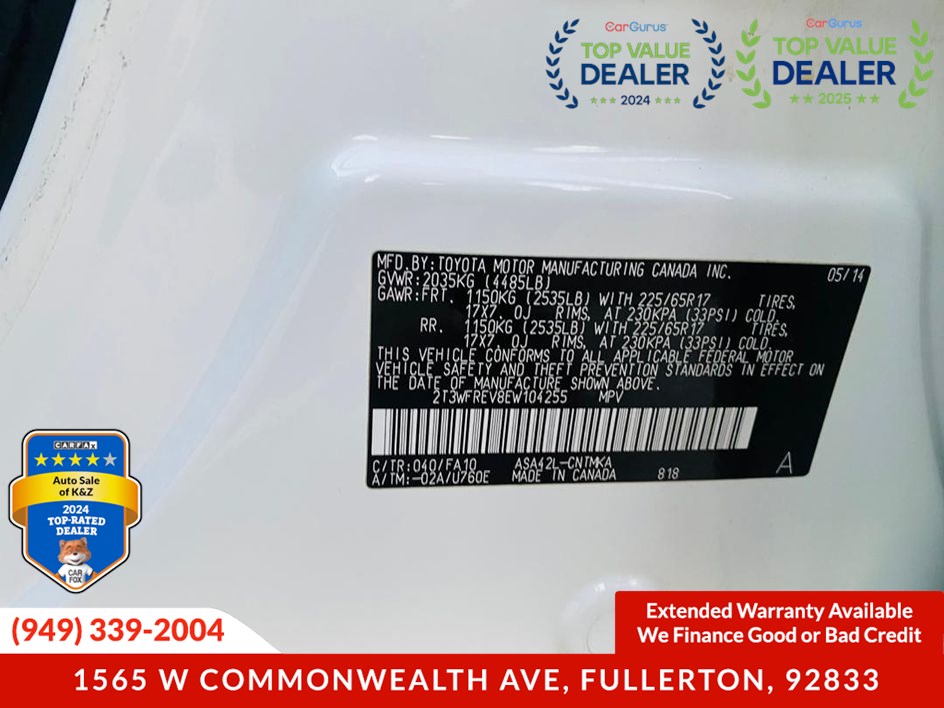 CarGurus
TOP VALUE
DEALER
2024
CarGurus
TOP VALUE
DEALER
2025
MFD.BY:TOYOTA MOTOR MANUFACTURING CANADA INC. 05/14
GVWR:2035KG (4485LB)
GAWR:FRT. 1150KG (2535LB) WITH 225/65R17 TIRES,
17X7.0J RIMS, AT 230KPA (33PSI) COLD.
RR. 1150KG (2535LB) WITH 225/65R17 TIRES,
17X7.0J RIMS, AT 230KPA (33PSI) COLD.
THIS VEHICLE CONFORMS TO ALL APPLICABLE FEDERAL MOTOR
VEHICLE SAFETY AND THEFT PREVENTION STANDARDS IN EFFECT ON
THE DATE OF MANUFACTURE SHOWN ABOVE.
2T3WFREV8EW104255 MPV
C/TR:040/FA10 ASA42L-CNTMKA
A/TM:-02A/U760E MADE IN CANADA 818 A
CARFAX
Auto Sale
of K&Z
2024
TOP-RATED
DEALER
CAR
FOX
(949) 339-2004
Extended Warranty Available
We Finance Good or Bad Credit
1565 W COMMONWEALTH AVE, FULLERTON, 92833